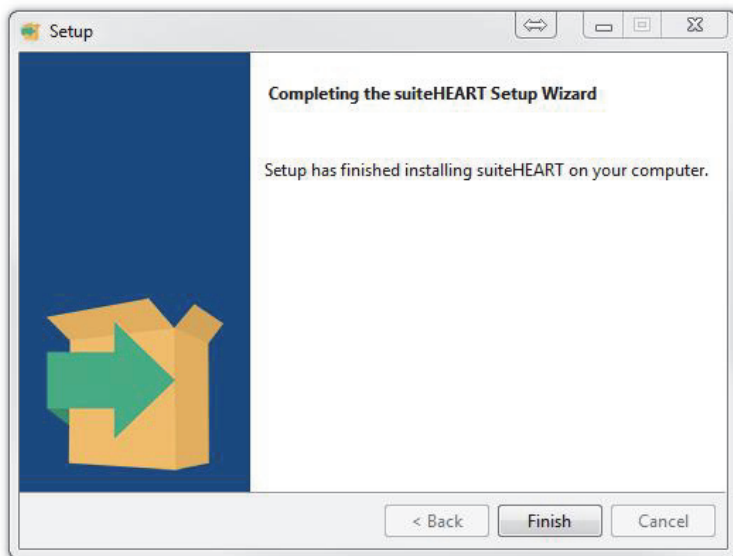 Setup
Completing the suiteHEART Setup Wizard
Setup has finished installing suiteHEART on your computer.
< Back
Finish
Cancel